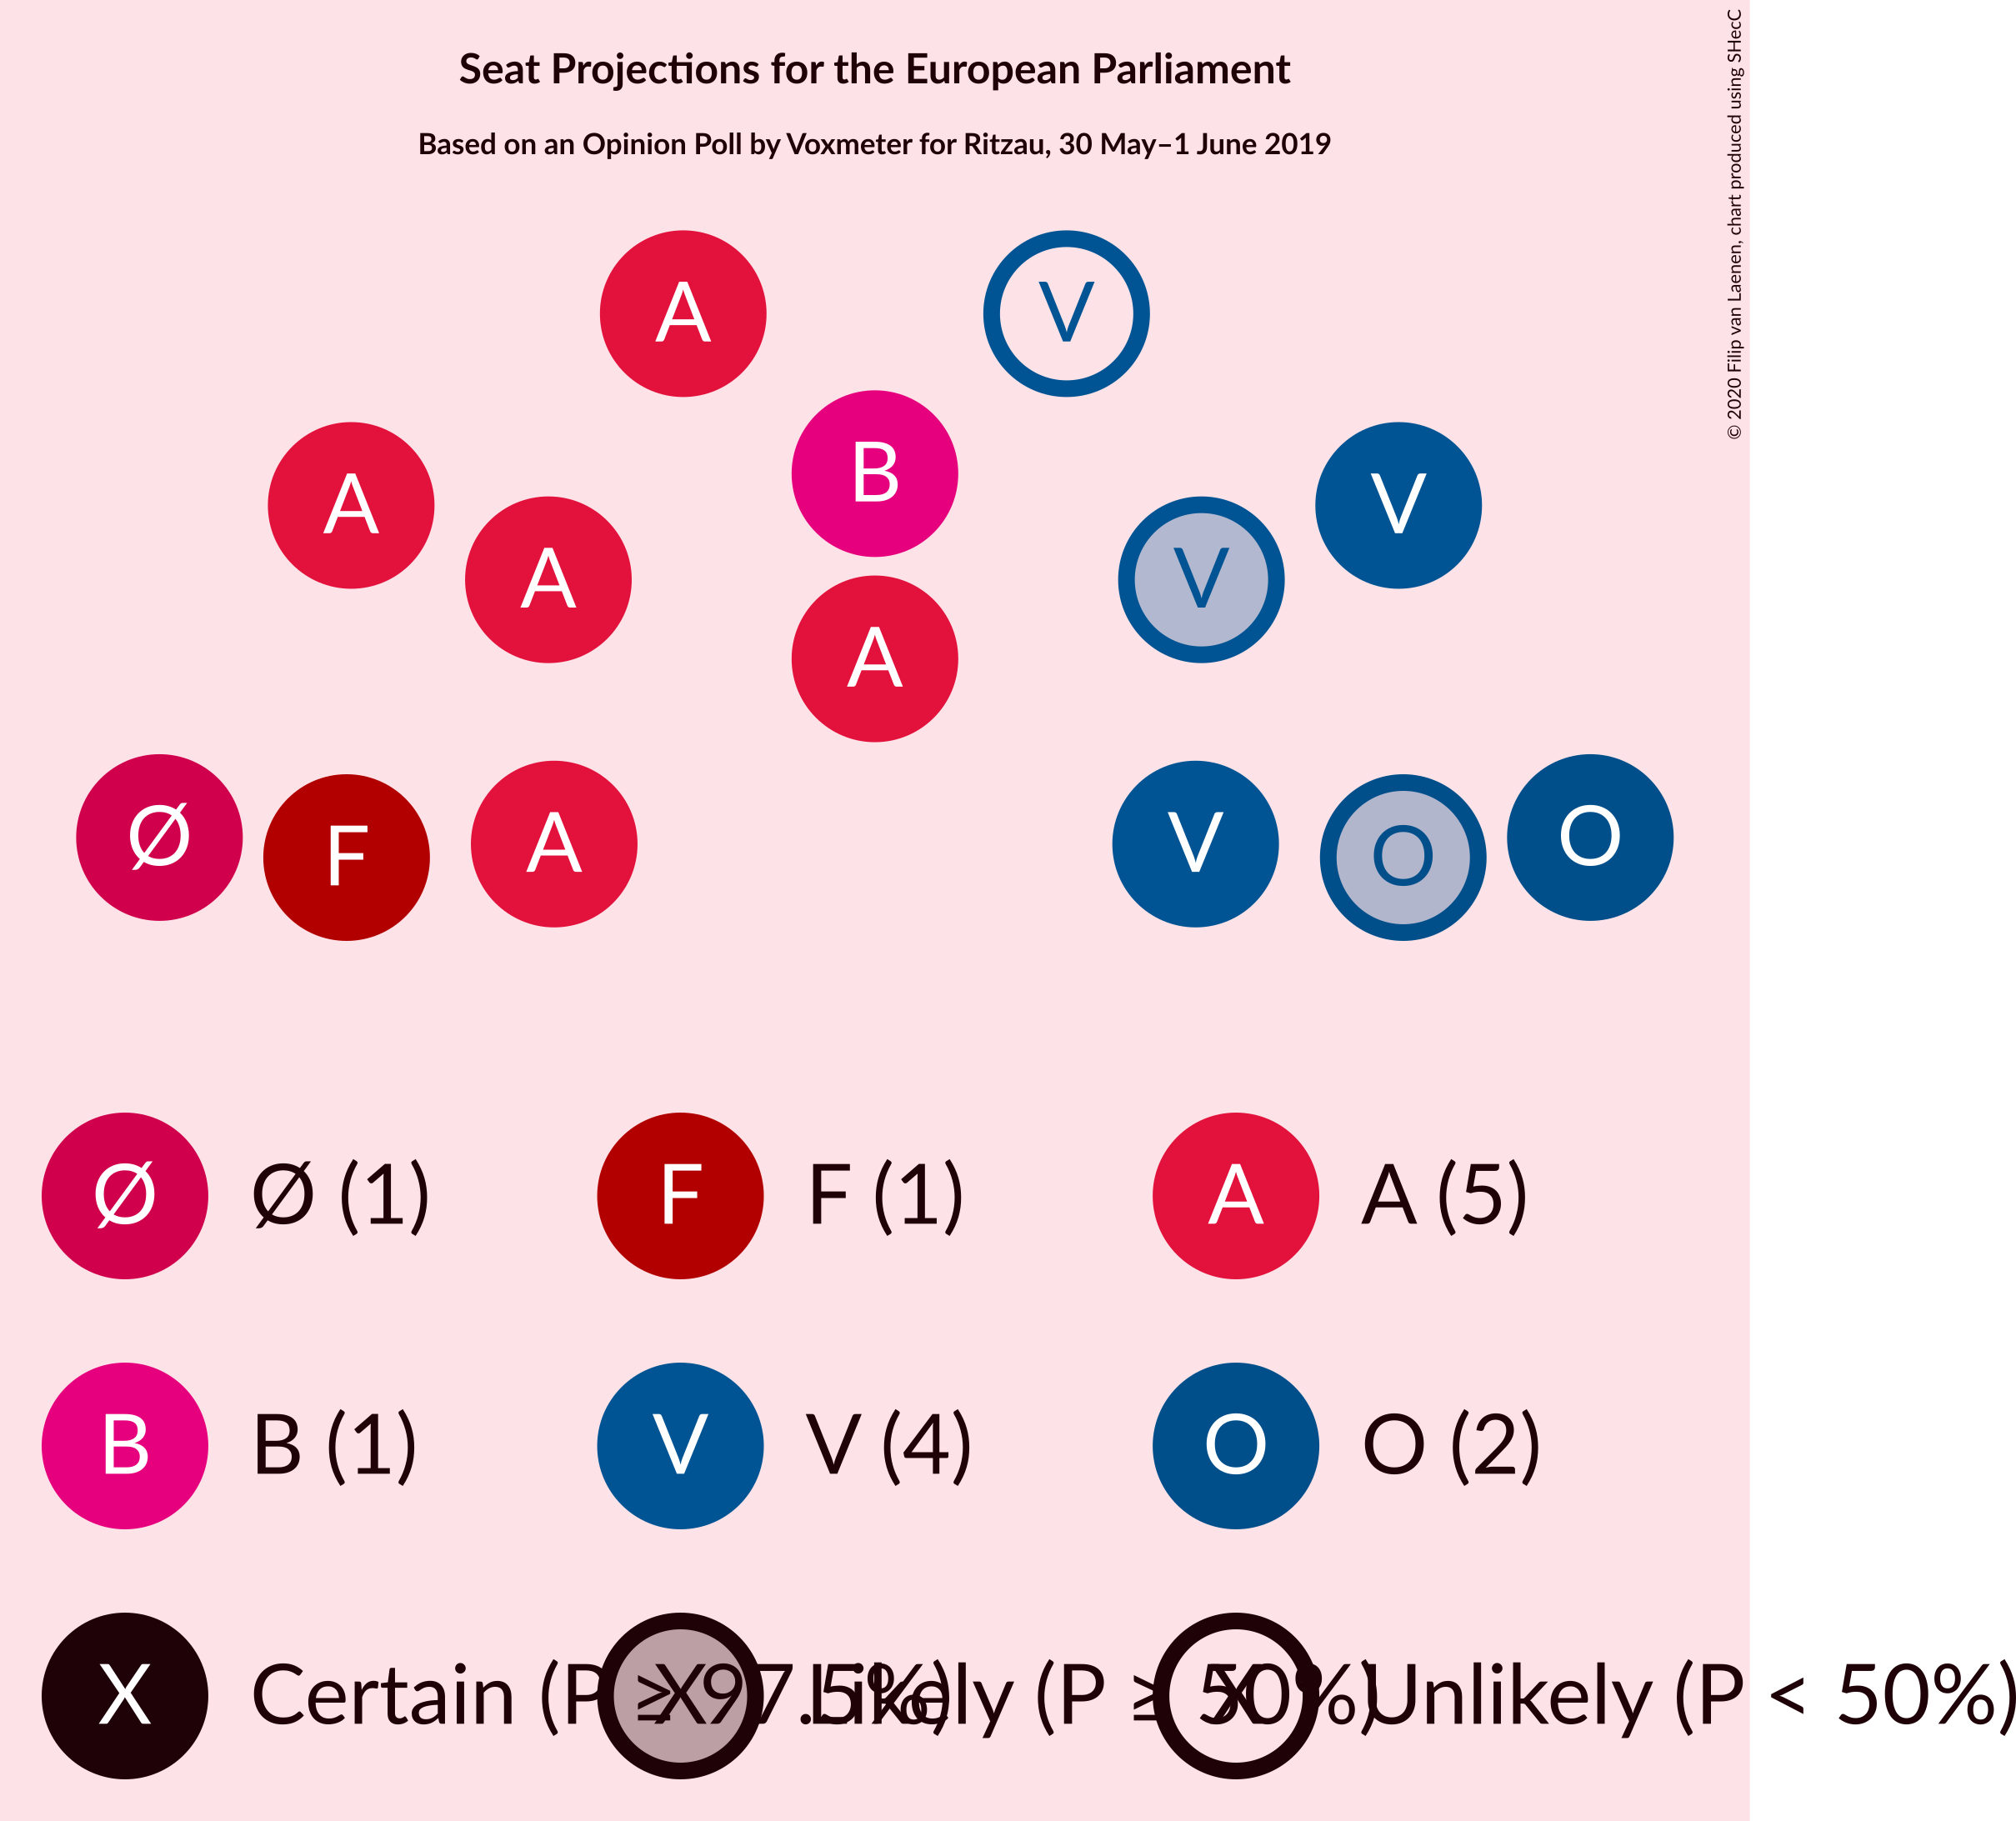 Seat Projections for the European Parliament
Based on an Opinion Poll by Voxmeter for Ritzau, 30 May–1 June 2019
© 2020 Filip van Laenen, chart produced using SHecC
A V
B
A V
A V
A
Ø O
F O
A V
Ø Ø (1) F F (1) A A (5)
B B (1) V V (4) O O (2)
X Certain (P ≥ 97.5%) X Likely (P ≥ 50%) X Unlikely (P < 50%)